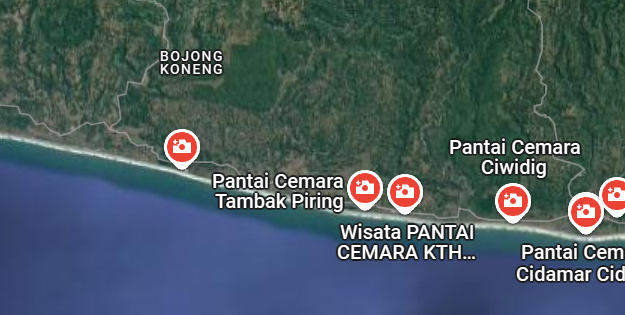 BOJONG
KONENG
Pantai Cemara
Ciwidig
Pantai Cemara
Tambak Piring
Wisata PANTAI
CEMARA KTH...
Pantai Cem
Cidamar Cid